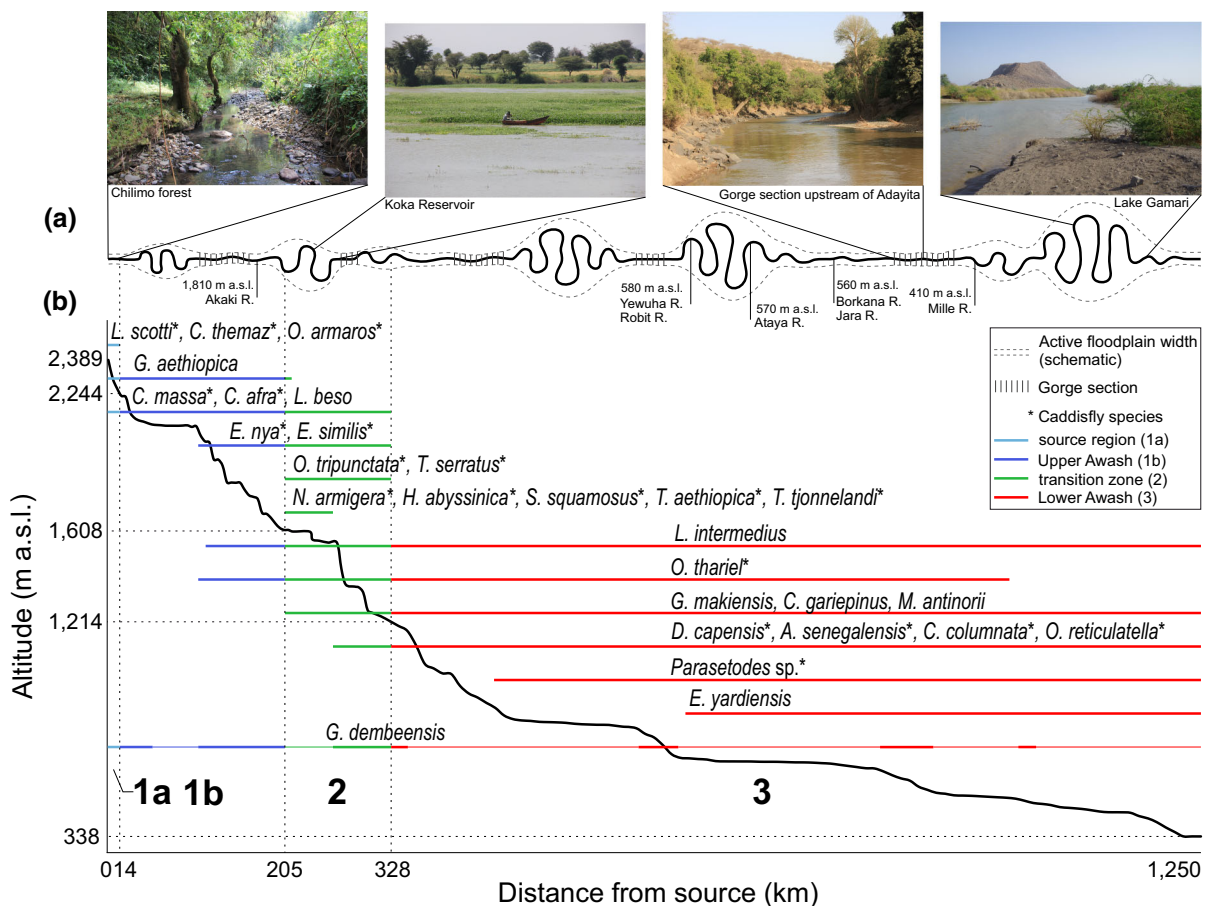 Chilimo forest
Koka Reservoir
Gorge section upstream of Adayita
Lake Gamari
(a)
1,810 m a.s.l.
Akaki R.
580 m a.s.l.
Yewuha R.
Robit R.
570 m a.s.l.
Ataya R.
560 m a.s.l.
Borkana R.
Jara R.
410 m a.s.l.
Mille R.
(b)
Active floodplain width
(schematic)
Gorge section
* Caddisfly species
source region (1a)
Upper Awash (1b)
transition zone (2)
Lower Awash (3)
L. scotti*, C. themaz*, O. armaros*
G. aethiopica
C. massa*, C. afra*, L. beso
E. nya*, E. similis*
O. tripunctata*, T. serratus*
N. armigera*, H. abyssinica*, S. squamosus*, T. aethiopica*, T. tjonnelandi*
L. intermedius
O. thariel*
G. makiensis, C. gariepinus, M. antinorii
D. capensis*, A. senegalensis*, C. columnata*, O. reticulatella*
Parasetodes sp.*
E. yardiensis
G. dembeensis
1a 1b 2 3
Altitude (m a.s.l.)
2,389
2,244
1,608
1,214
338
014 205 328 1,250
Distance from source (km)